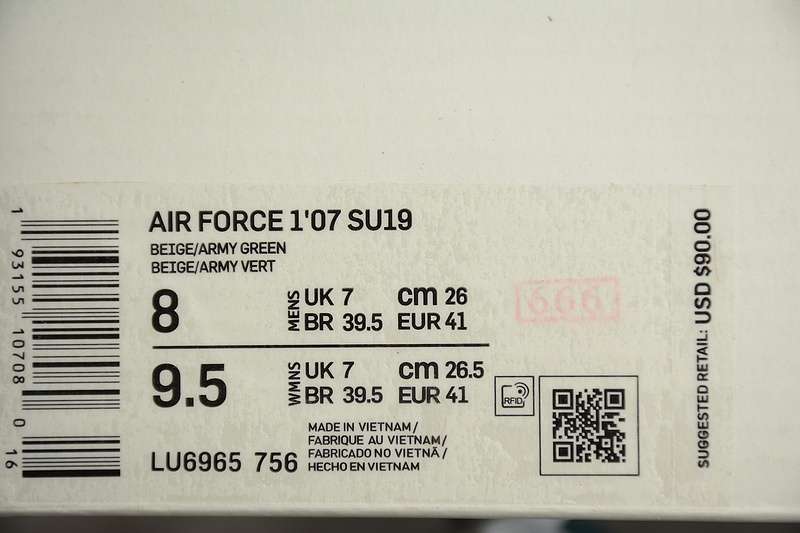 AIR FORCE 1'07 SU19
BEIGE/ARMY GREEN
BEIGE/ARMY VERT
8
MENS
UK 7 cm 26
BR 39.5 EUR 41
9.5
WMNS
UK 7 cm 26.5
BR 39.5 EUR 41
LU6965 756
MADE IN VIETNAM/
FABRIQUE AU VIETNAM/
FABRICADO NO VIETNÃ/
HECHO EN VIETNAM
RFID
666
SUGGESTED RETAIL: USD $90.00
1 93155 10708 0 16